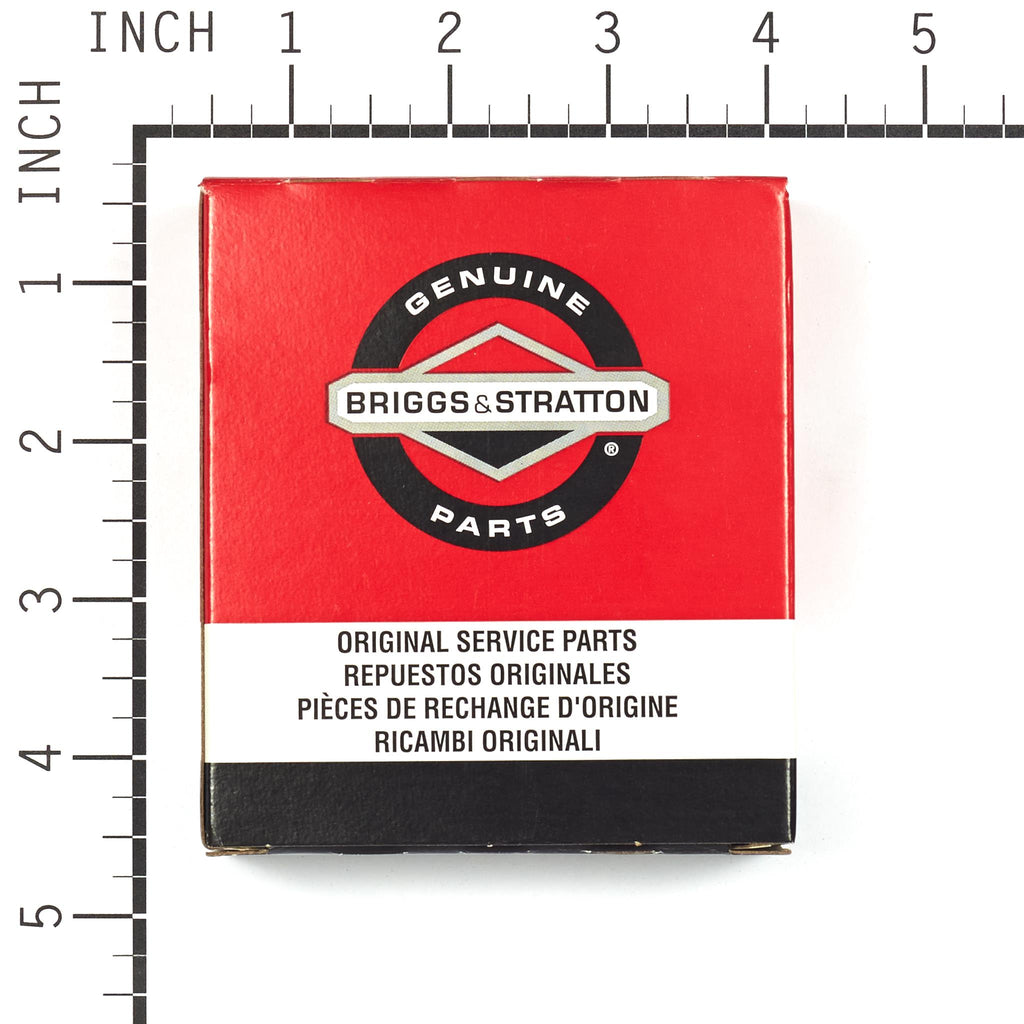 INCH 1 2 3 4 5
INCH
1
2
3
4
5
GENUINE
BRIGGS & STRATTON
®
PARTS
ORIGINAL SERVICE PARTS
REPUESTOS ORIGINALES
PIÈCES DE RECHANGE D'ORIGINE
RICAMBI ORIGINALI